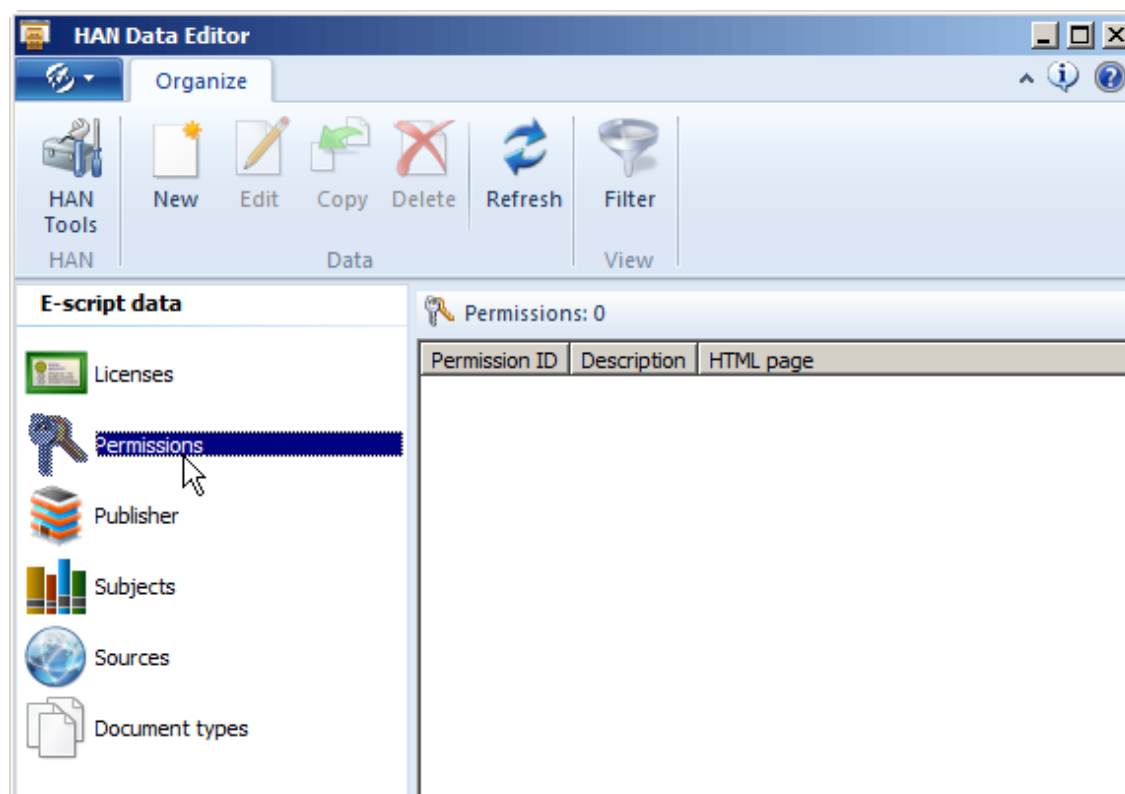 HAN Data Editor
Organize
HAN Tools
New
Edit
Copy
Delete
Refresh
Filter
HAN
Data
View
E-script data
Permissions: 0
Permission ID Description HTML page
Licenses
Permissions
Publisher
Subjects
Sources
Document types